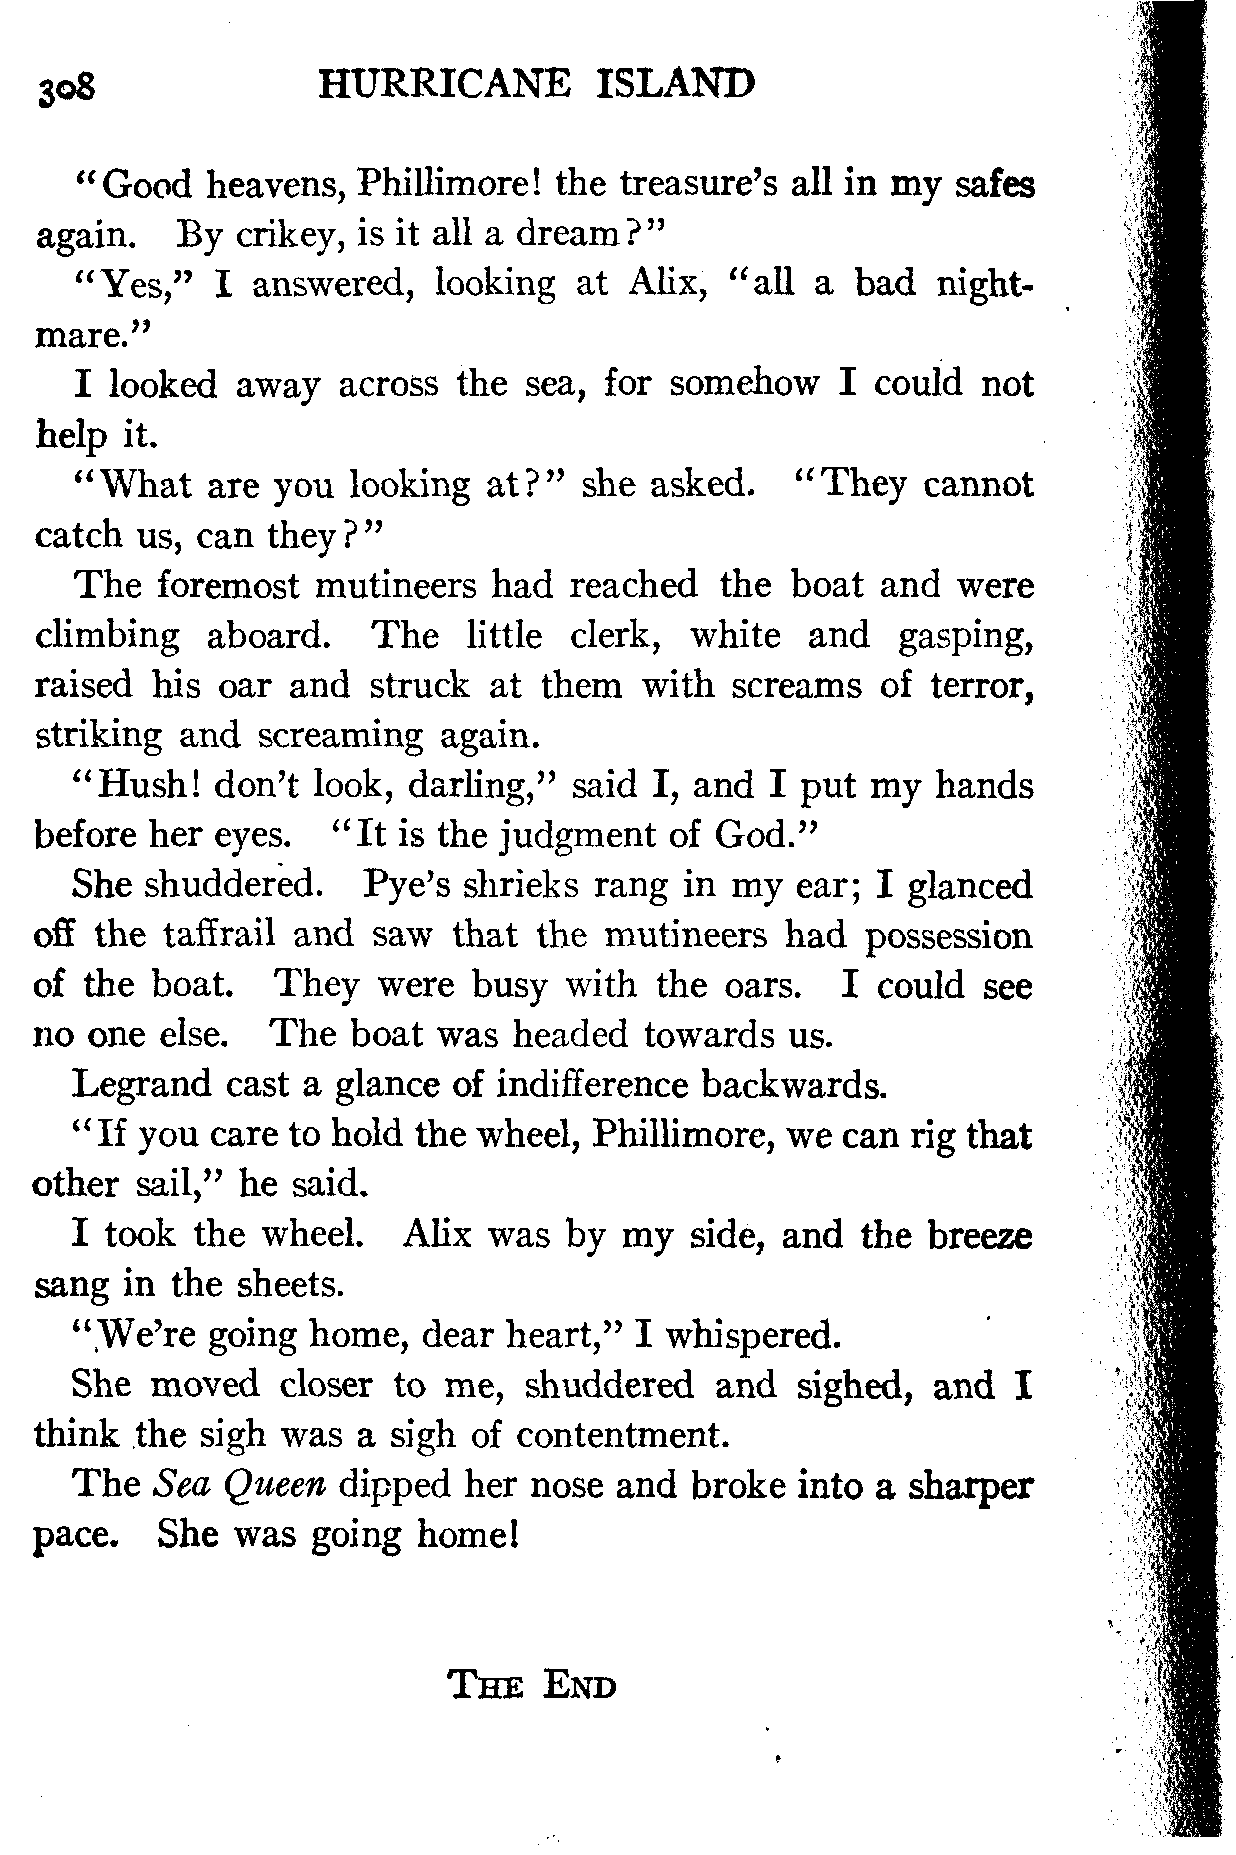 308 HURRICANE ISLAND
“Good heavens, Phillimore! the treasure’s all in my safes
again. By crikey, is it all a dream?”
“Yes,” I answered, looking at Alix, “all a bad night-
mare.”
I looked away across the sea, for somehow I could not
help it.
“What are you looking at?” she asked. “They cannot
catch us, can they?”
The foremost mutineers had reached the boat and were
climbing aboard. The little clerk, white and gasping,
raised his oar and struck at them with screams of terror,
striking and screaming again.
“Hush! don’t look, darling,” said I, and I put my hands
before her eyes. “It is the judgment of God.”
She shuddered. Pye’s shrieks rang in my ear; I glanced
off the taffrail and saw that the mutineers had possession
of the boat. They were busy with the oars. I could see
no one else. The boat was headed towards us.
Legrand cast a glance of indifference backwards.
“If you care to hold the wheel, Phillimore, we can rig that
other sail,” he said.
I took the wheel. Alix was by my side, and the breeze
sang in the sheets.
“We’re going home, dear heart,” I whispered.
She moved closer to me, shuddered and sighed, and I
think the sigh was a sigh of contentment.
The Sea Queen dipped her nose and broke into a sharper
pace. She was going home!
THE END